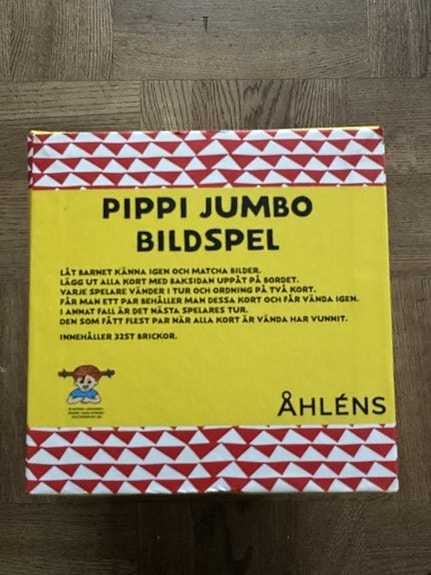 PIPPI JUMBO
BILDSPEL
LÅT BARNET KÄNNA IGEN OCH MATCHA BILDER.
LÄGG UT ALLA KORT MED BAKSIDAN UPPÅT PÅ BORDET.
VARJE SPELARE VÄNDER I TUR OCH ORDNING PÅ TVÅ KORT.
FÅR MAN ETT PAR BEHÅLLER MAN DESSA KORT OCH FÅR VÄNDA IGEN.
I ANNAT FALL ÄR DET NÄSTA SPELARES TUR.
DEN SOM FÅTT FLEST PAR NÄR ALLA KORT ÄR VÄNDA HAR VUNNIT.
INNEHÅLLER 32ST BRICKOR.
ÅHLÉNS